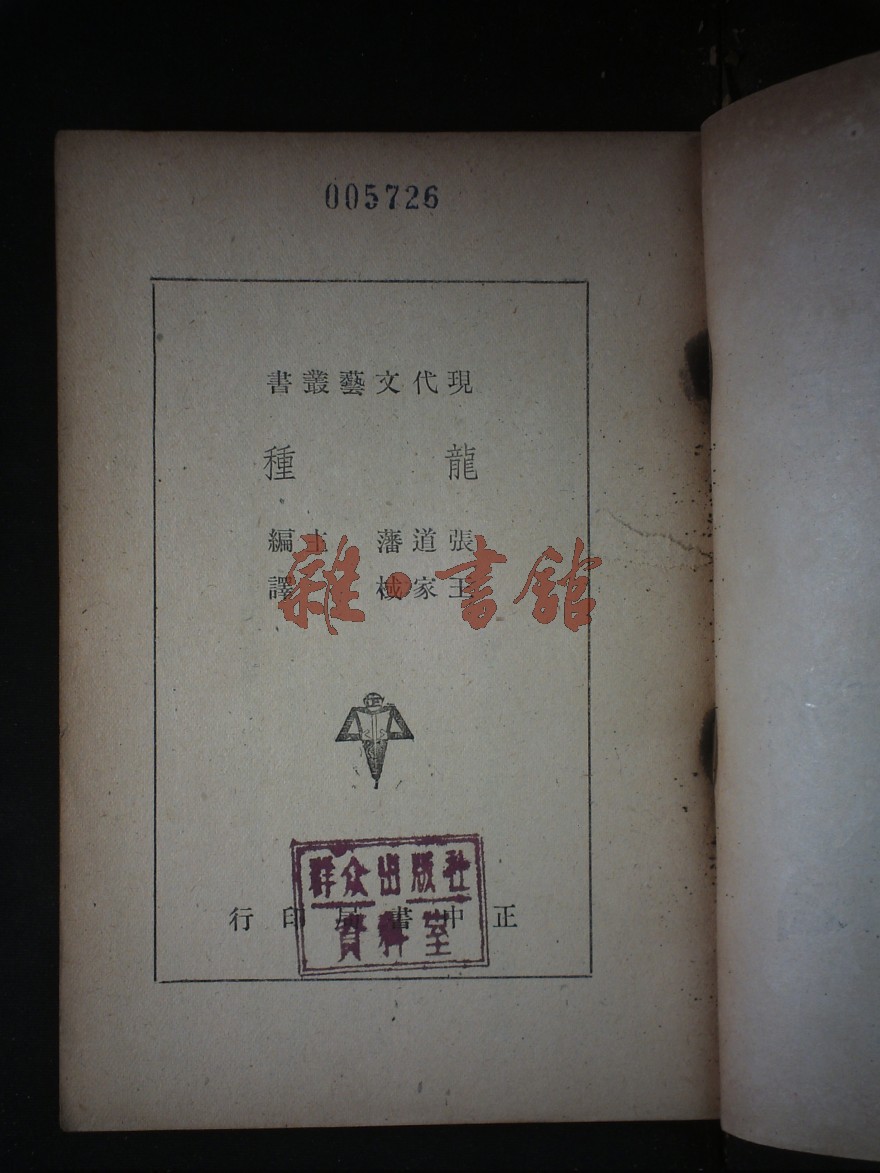 005726
現代文藝叢書
龍種
張道藩 主編
王家棫 譯
雜·書館
群众出版社
資料室
正中書局印行